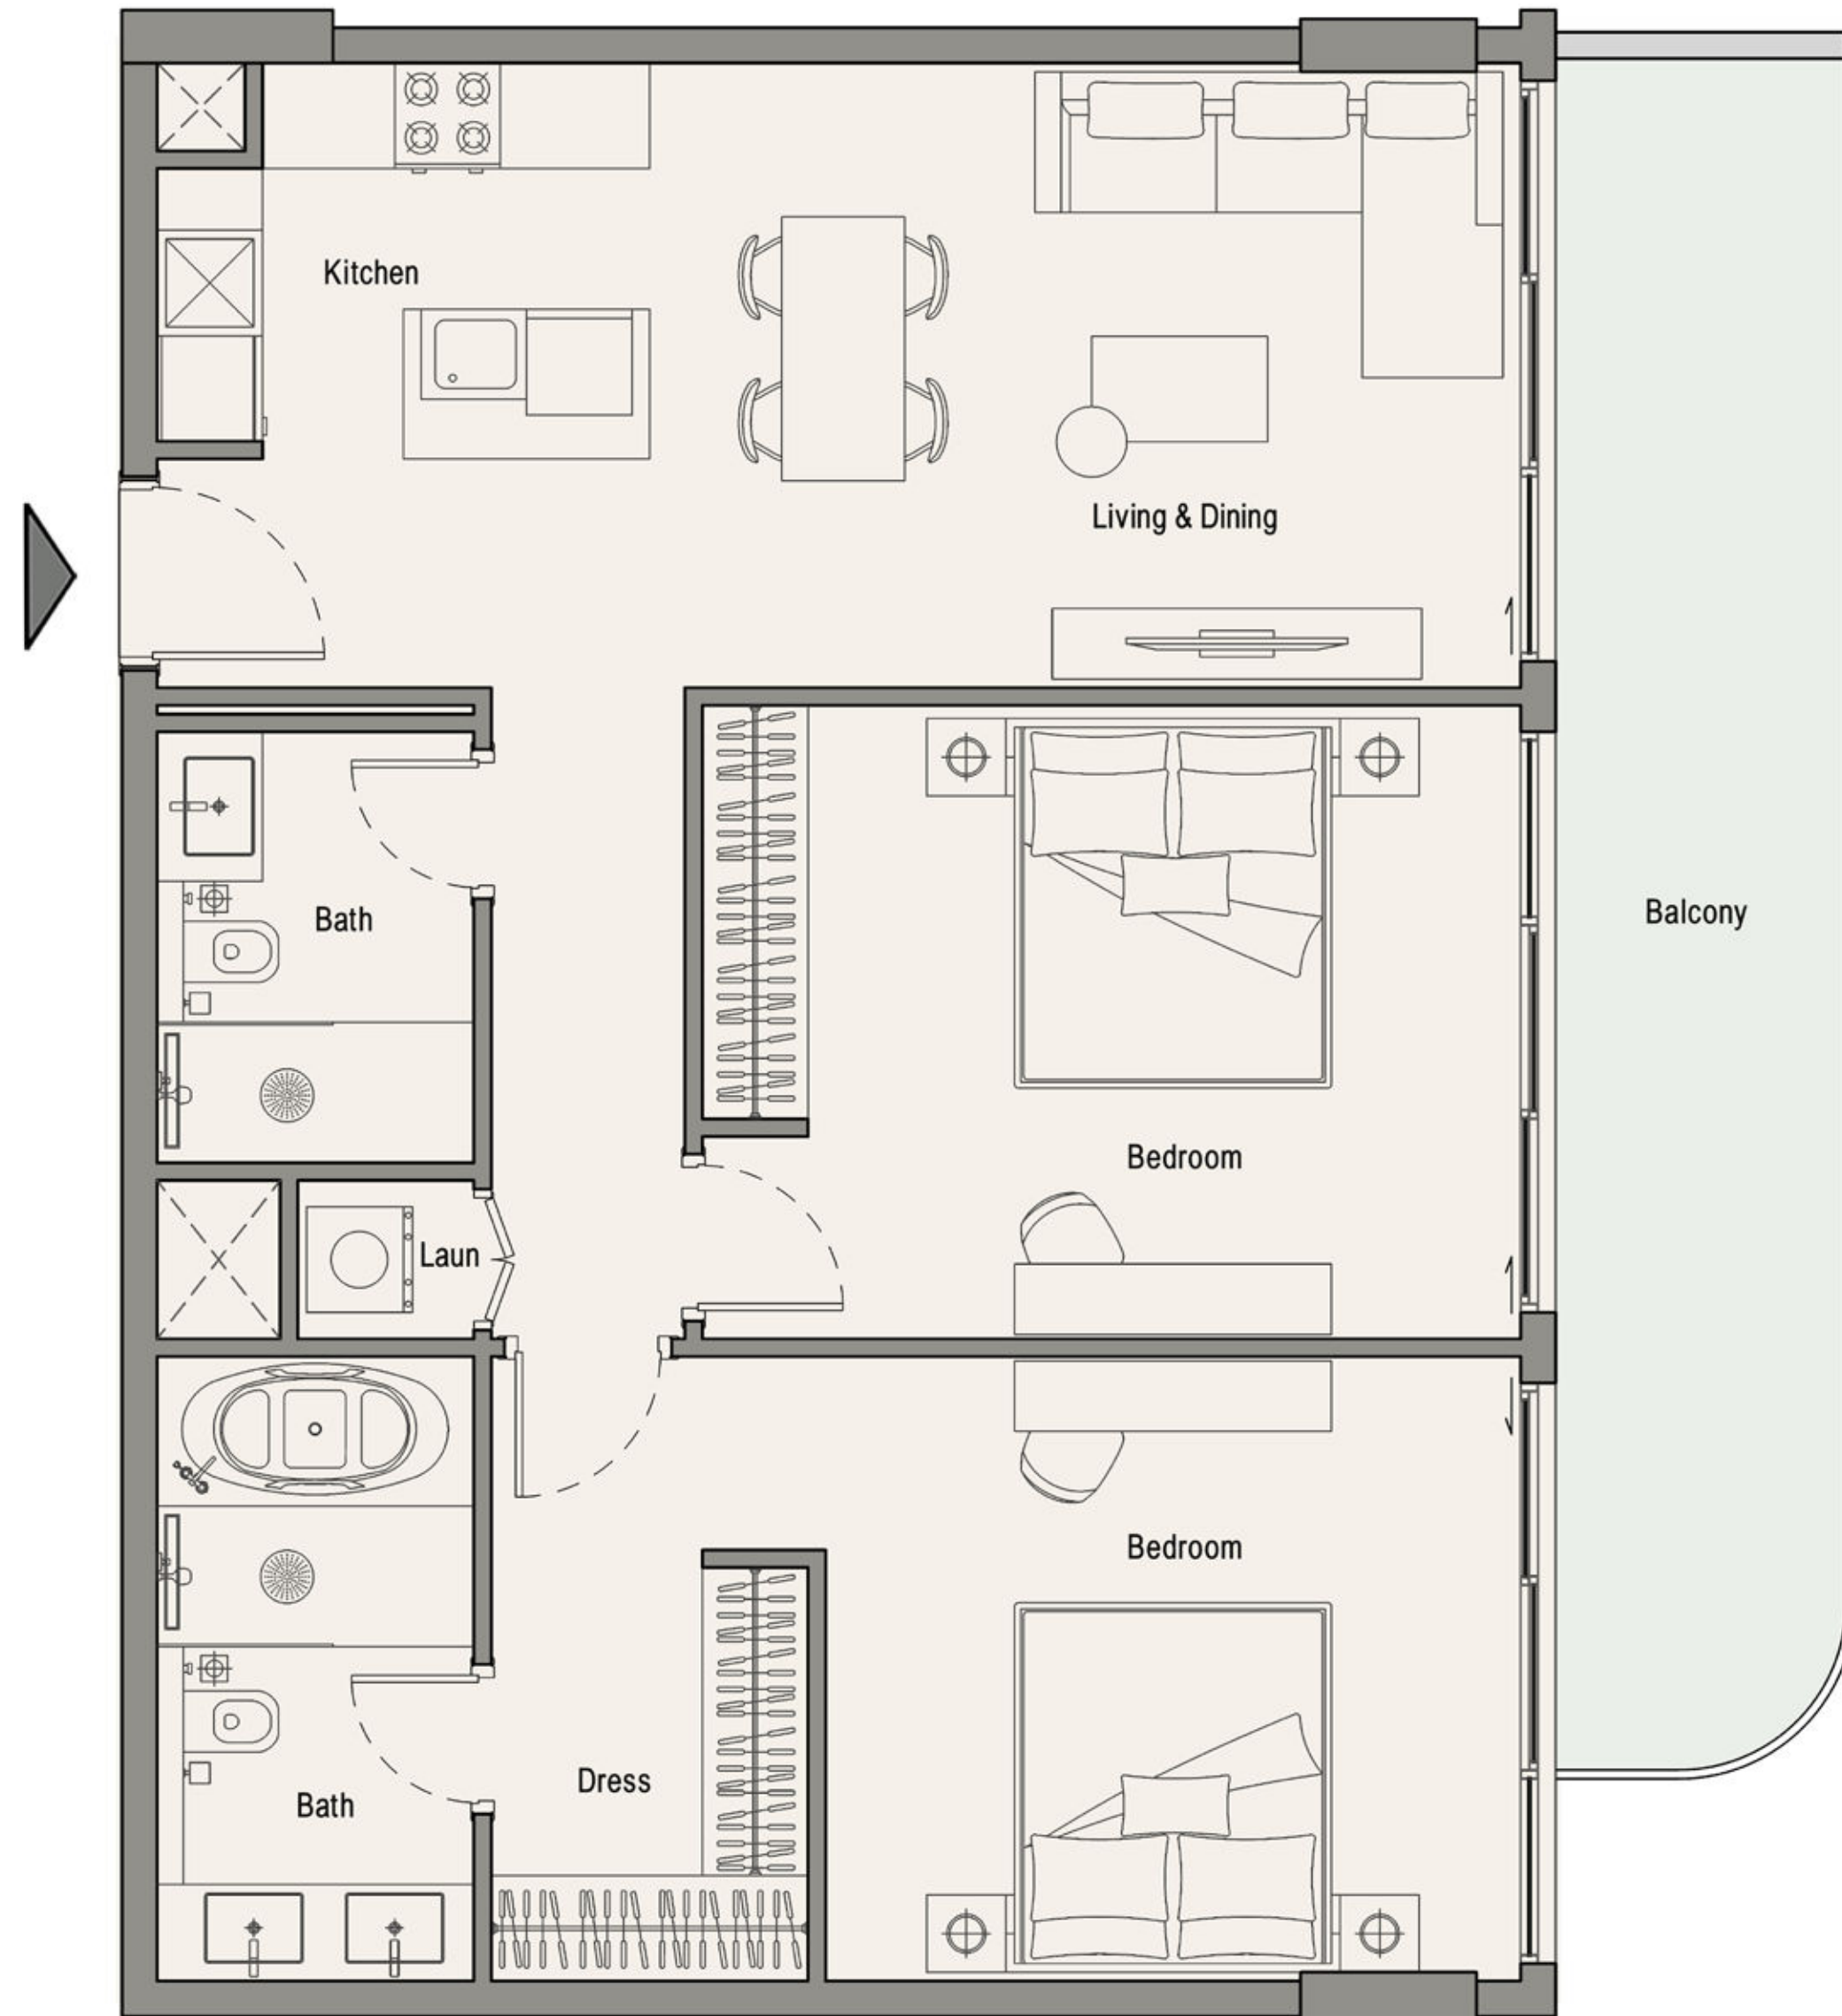 Kitchen
Living & Dining
Bath
Balcony
Bedroom
Laun
Bedroom
Dress
Bath